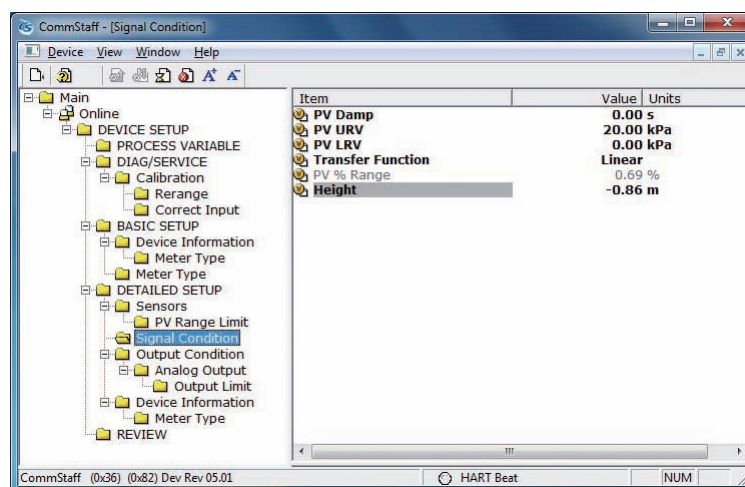 CommStaff - [Signal Condition]
Device View Window Help
Main
Online
DEVICE SETUP
PROCESS VARIABLE
DIAG/SERVICE
Calibration
Rerange
Correct Input
BASIC SETUP
Device Information
Meter Type
Meter Type
DETAILED SETUP
Sensors
PV Range Limit
Signal Condition
Output Condition
Analog Output
Output Limit
Device Information
Meter Type
REVIEW
Item Value Units
PV Damp 0.00 s
PV URV 20.00 kPa
PV LRV 0.00 kPa
Transfer Function Linear
PV % Range 0.69 %
Height -0.86 m
CommStaff (0x36) (0x82) Dev Rev 05.01 HART Beat NUM